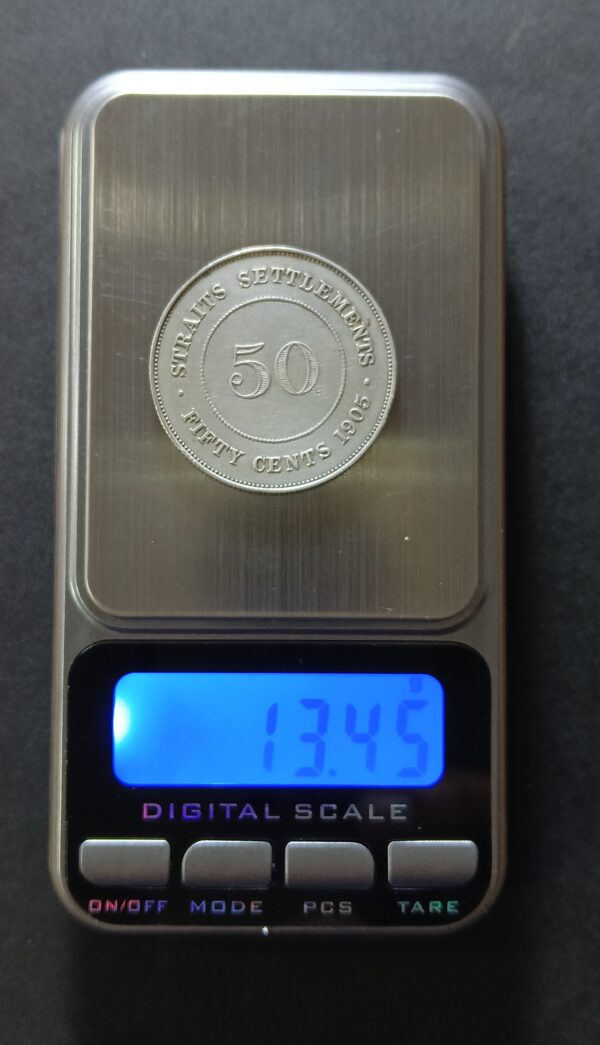 STRAITS SETTLEMENTS
50
· FIFTY CENTS 1905 ·
g
13.45
DIGITAL SCALE
ON/OFF MODE PCS TARE